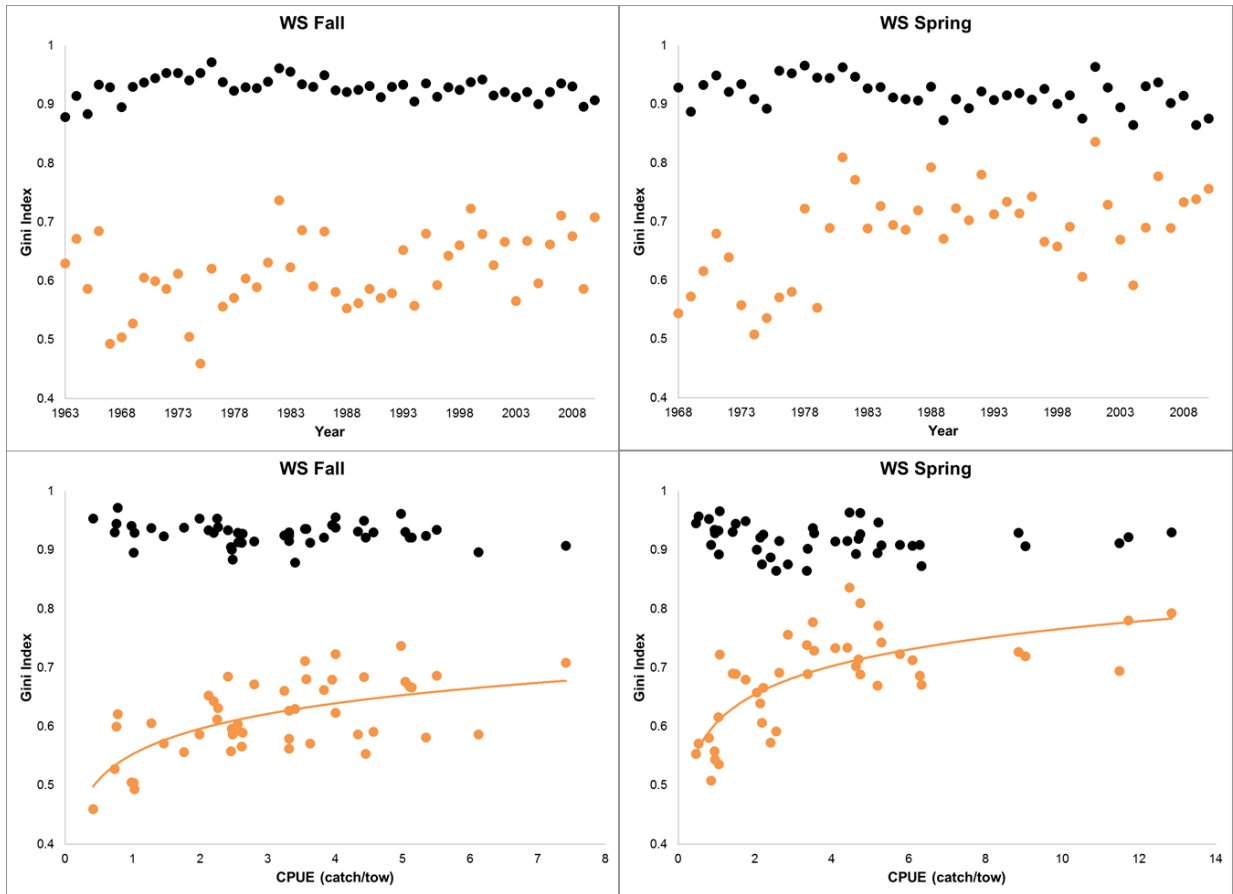 WS Fall
1
0.9
0.8
0.7
0.6
0.5
0.4
Gini Index
1963 1968 1973 1978 1983 1988 1993 1998 2003 2008
Year
WS Spring
1
0.9
0.8
0.7
0.6
0.5
0.4
Gini Index
1968 1973 1978 1983 1988 1993 1998 2003 2008
Year
WS Fall
1
0.9
0.8
0.7
0.6
0.5
0.4
Gini Index
0 1 2 3 4 5 6 7 8
CPUE (catch/tow)
WS Spring
1
0.9
0.8
0.7
0.6
0.5
0.4
Gini Index
0 2 4 6 8 10 12 14
CPUE (catch/tow)